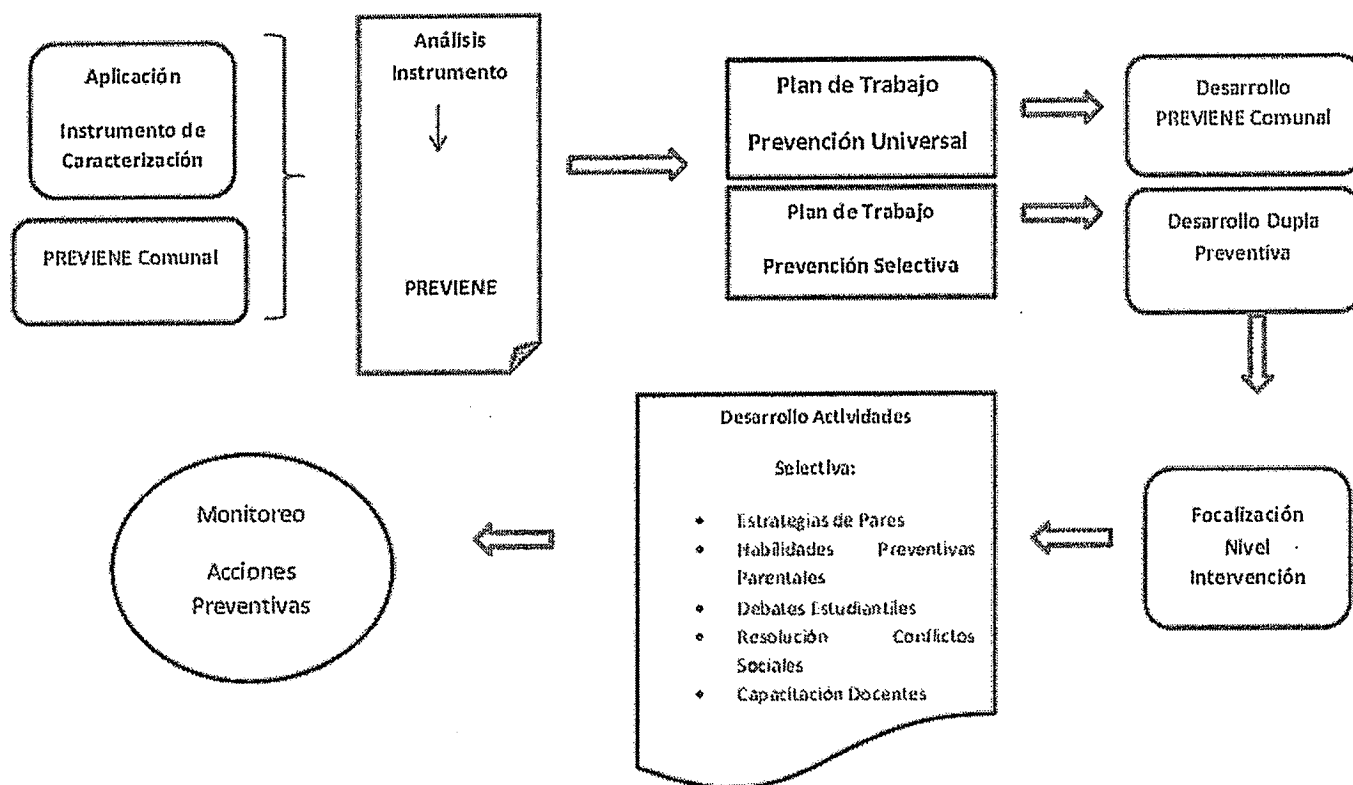 Aplicación
Instrumento de
Caracterización
PREVIENE Comunal
Análisis
Instrumento
PREVIENE
Plan de Trabajo
Prevención Universal
Plan de Trabajo
Prevención Selectiva
Desarrollo
PREVIENE Comunal
Desarrollo Dupla
Preventiva
Focalización
Nivel
Intervención
Desarrollo Actividades
Selectiva:
• Estrategias de Pares
• Habilidades Preventivas
Parentales
• Debates Estudiantiles
• Resolución Conflictos
Sociales
• Capacitación Docentes
Monitoreo
Acciones
Preventivas